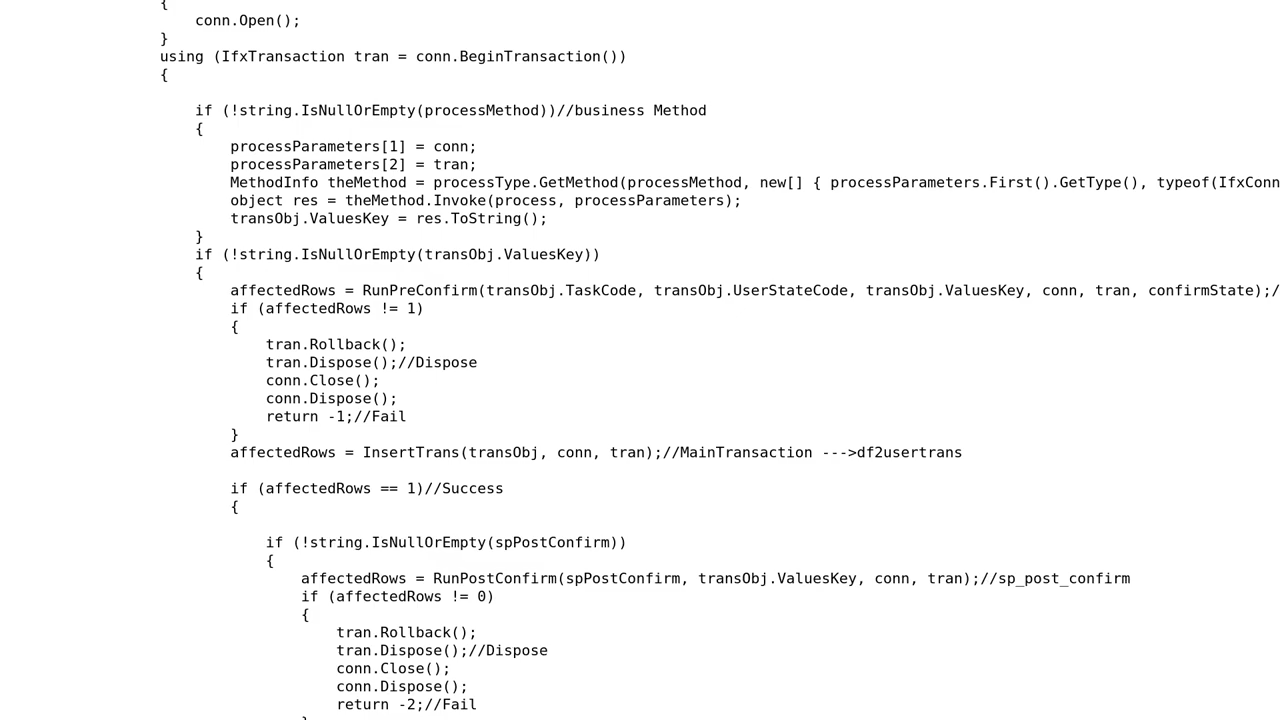 {
conn.Open();
}
using (IfxTransaction tran = conn.BeginTransaction())
{
if (!string.IsNullOrEmpty(processMethod))//business Method
{
processParameters[1] = conn;
processParameters[2] = tran;
MethodInfo theMethod = processType.GetMethod(processMethod, new[] { processParameters.First().GetType(), typeof(IfxConn
object res = theMethod.Invoke(process, processParameters);
transObj.ValuesKey = res.ToString();
}
if (!string.IsNullOrEmpty(transObj.ValuesKey))
{
affectedRows = RunPreConfirm(transObj.TaskCode, transObj.UserStateCode, transObj.ValuesKey, conn, tran, confirmState);/
if (affectedRows != 1)
{
tran.Rollback();
tran.Dispose();//Dispose
conn.Close();
conn.Dispose();
return -1;//Fail
}
affectedRows = InsertTrans(transObj, conn, tran);//MainTransaction --->df2usertrans
if (affectedRows == 1)//Success
{
if (!string.IsNullOrEmpty(spPostConfirm))
{
affectedRows = RunPostConfirm(spPostConfirm, transObj.ValuesKey, conn, tran);//sp_post_confirm
if (affectedRows != 0)
{
tran.Rollback();
tran.Dispose();//Dispose
conn.Close();
conn.Dispose();
return -2;//Fail
}